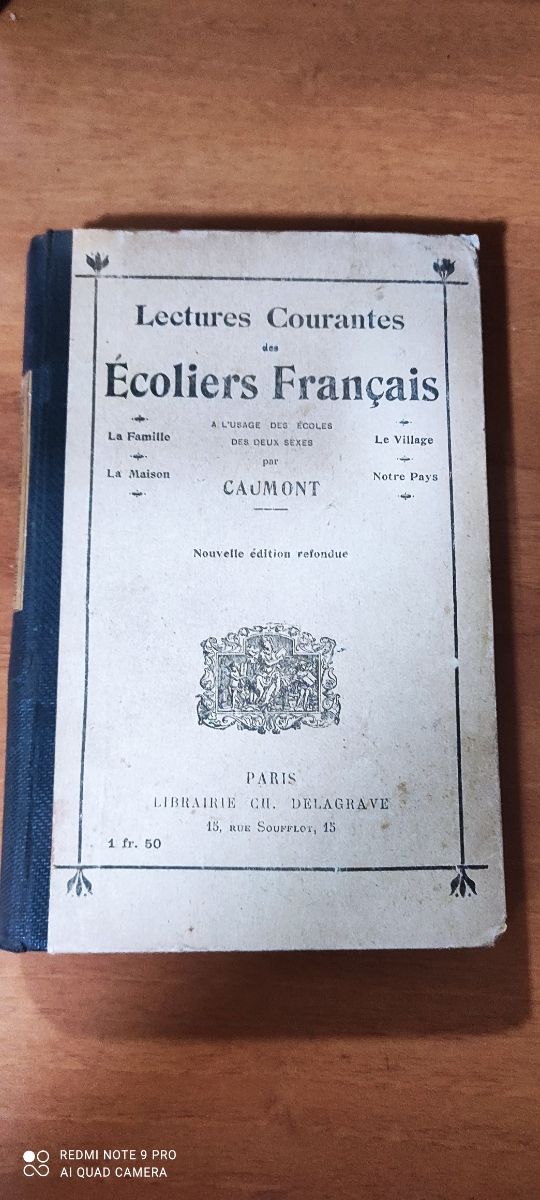 Lectures Courantes
des
Écoliers Français
A L'USAGE DES ÉCOLES
DES DEUX SEXES
par
CAUMONT
La Famille
La Maison
Le Village
Notre Pays
Nouvelle édition refondue
PARIS
LIBRAIRIE CH. DELAGRAVE
15, RUE SOUFFLOT, 15
1 fr. 50
REDMI NOTE 9 PRO
AI QUAD CAMERA